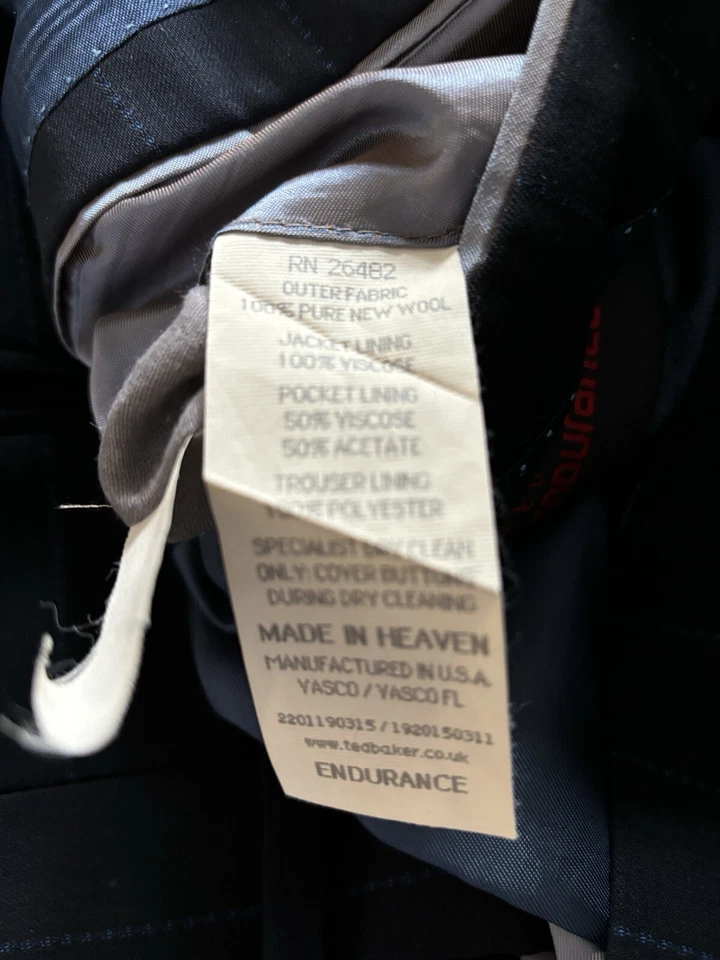 RN 26482
OUTER FABRIC
100% PURE NEW WOOL
JACKET LINING
100% VISCOSE
POCKET LINING
50% VISCOSE
50% ACETATE
TROUSER LINING
100% POLYESTER
SPECIALIST DRY CLEAN
ONLY: COVER BUTTONS
DURING DRY CLEANING
MADE IN HEAVEN
MANUFACTURED IN U.S.A.
YASCO / YASCO FL
2201190315 / 1920150311
www.tedbaker.co.uk
ENDURANCE